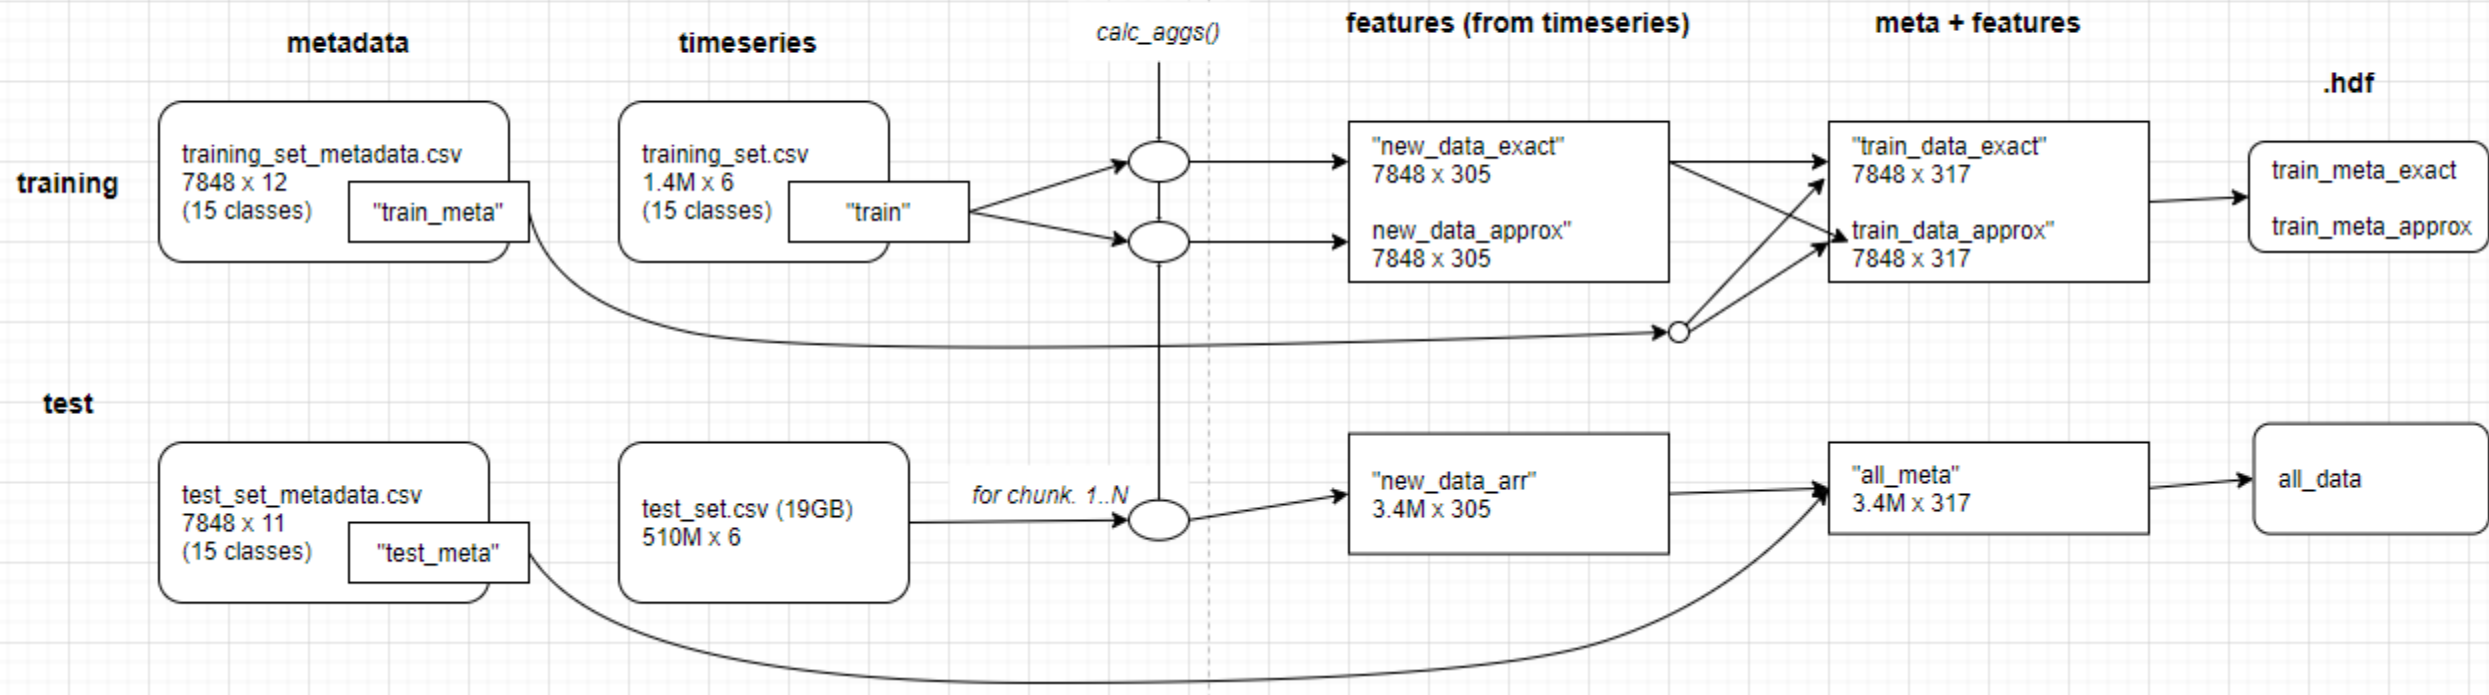 metadata
timeseries
calc_aggs()
features (from timeseries)
meta + features
.hdf
training
training_set_metadata.csv
7848 x 12
(15 classes)
"train_meta"
training_set.csv
1.4M x 6
(15 classes)
"train"
"new_data_exact"
7848 x 305
new_data_approx"
7848 x 305
"train_data_exact"
7848 x 317
train_data_approx"
7848 x 317
train_meta_exact
train_meta_approx
test
test_set_metadata.csv
7848 x 11
(15 classes)
"test_meta"
test_set.csv (19GB)
510M x 6
for chunk. 1..N
"new_data_arr"
3.4M x 305
"all_meta"
3.4M x 317
all_data